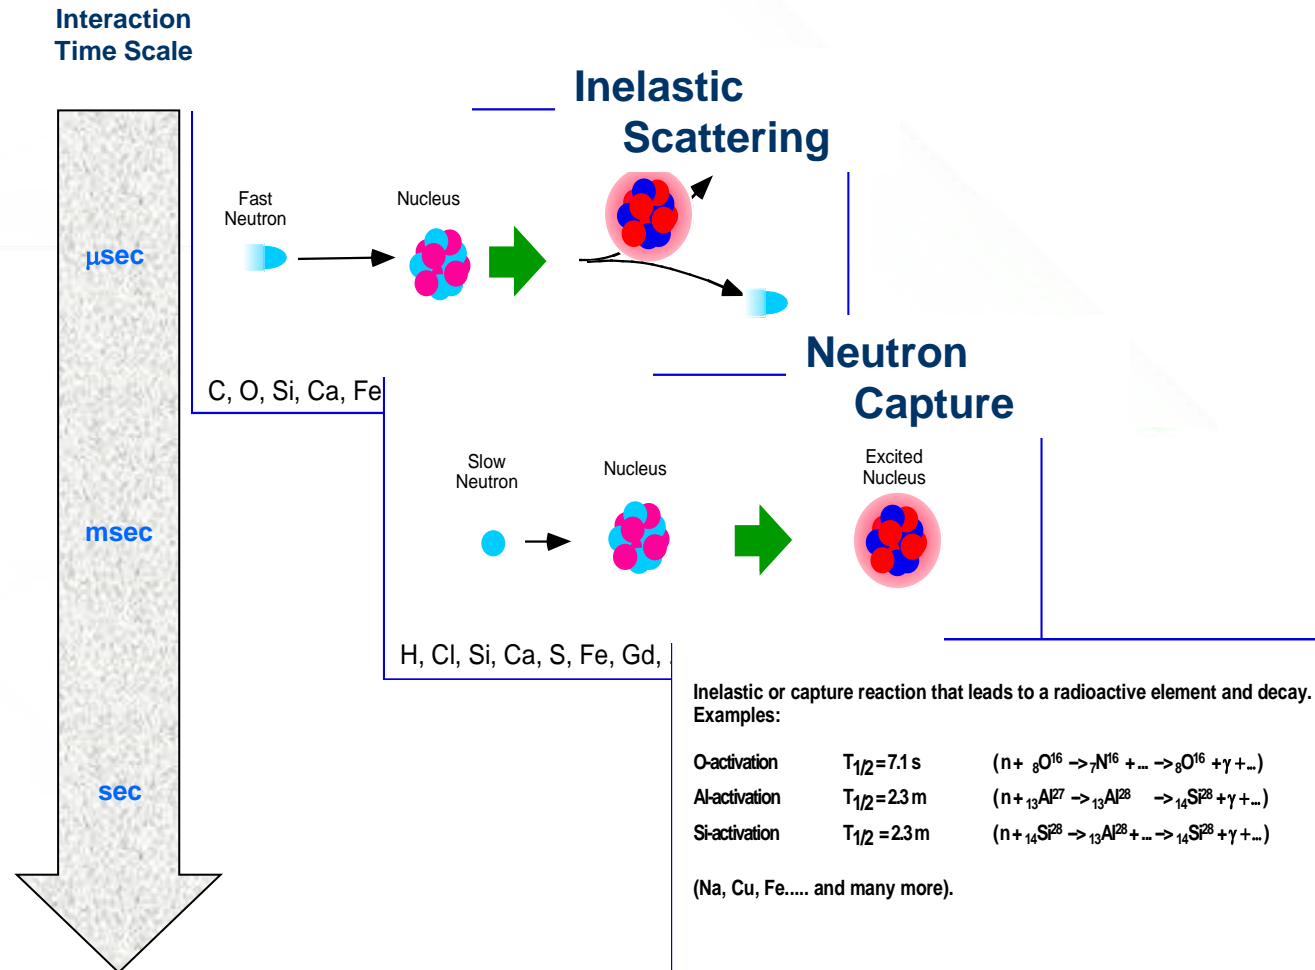 Interaction
Time Scale
Inelastic
Scattering
Fast
Neutron
Nucleus
μsec
C, O, Si, Ca, Fe
Neutron
Capture
Slow
Neutron
Nucleus
Excited
Nucleus
msec
H, Cl, Si, Ca, S, Fe, Gd, .
Inelastic or capture reaction that leads to a radioactive element and decay.
Examples:
O-activation T1/2 = 7.1 s (n + 8O16 –> 7N16 + ... –> 8O16 + γ + ...)
Al-activation T1/2 = 2.3 m (n + 13Al27 –> 13Al28 –> 14Si28 + γ + ...)
Si-activation T1/2 = 2.3 m (n + 14Si28 –> 13Al28 + ... –> 14Si28 + γ + ...)
sec
(Na, Cu, Fe..... and many more).